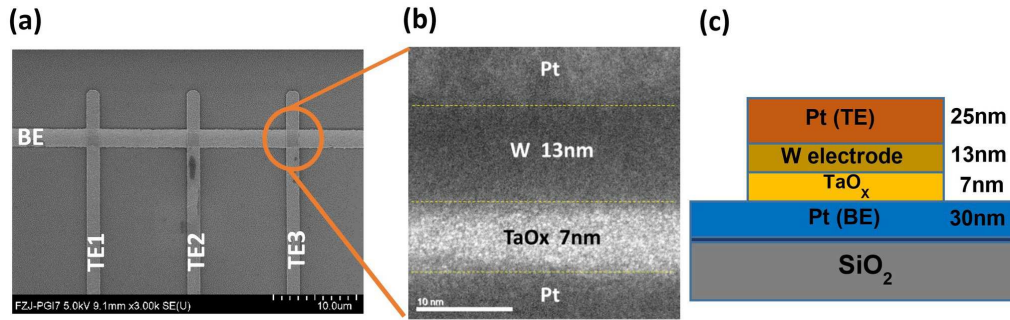 (a)
BE
TE1
TE2
TE3
FZJ-PGI7 5.0kV 9.1mm x3.00k SE(U)
10.0um
(b)
Pt
W 13nm
TaOx 7nm
Pt
10 nm
(c)
Pt (TE) 25nm
W electrode 13nm
TaOₓ 7nm
Pt (BE) 30nm
SiO₂